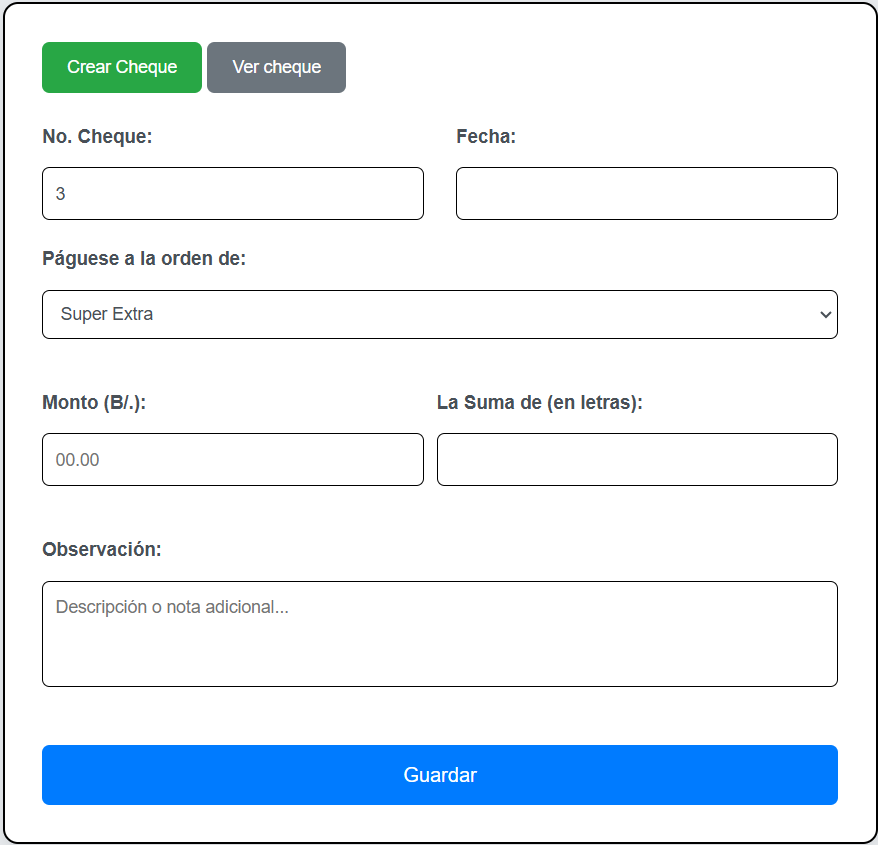 Crear Cheque Ver cheque
No. Cheque: Fecha:
3
Páguese a la orden de:
Super Extra
Monto (B/.): La Suma de (en letras):
00.00
Observación:
Descripción o nota adicional...
Guardar